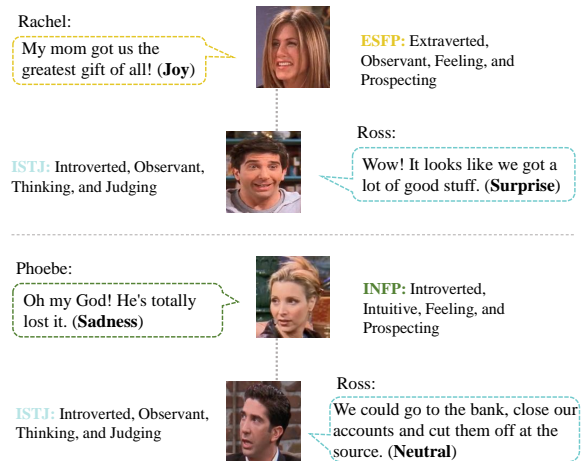 Rachel:
My mom got us the
greatest gift of all! (Joy)
ESFP: Extraverted,
Observant, Feeling, and
Prospecting
Ross:
ISTJ: Introverted, Observant,
Thinking, and Judging
Wow! It looks like we got a
lot of good stuff. (Surprise)
Phoebe:
Oh my God! He's totally
lost it. (Sadness)
INFP: Introverted,
Intuitive, Feeling, and
Prospecting
Ross:
ISTJ: Introverted, Observant,
Thinking, and Judging
We could go to the bank, close our
accounts and cut them off at the
source. (Neutral)